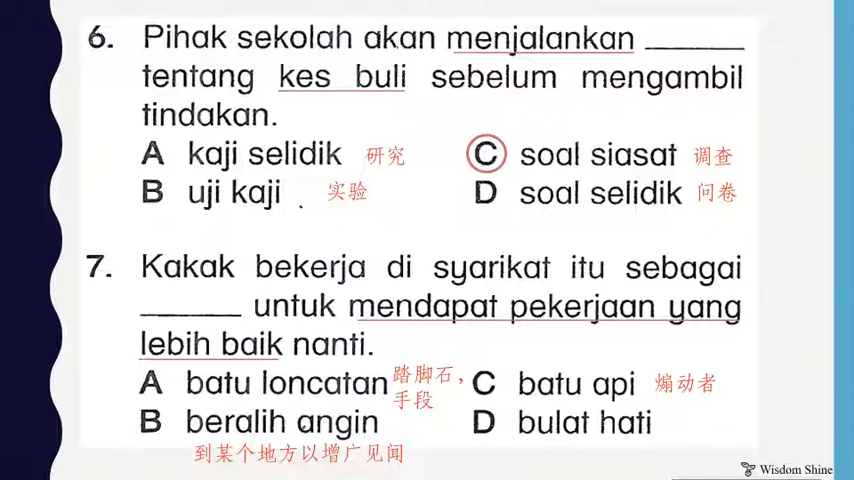 6. Pihak sekolah akan menjalankan ______
tentang kes buli sebelum mengambil
tindakan.
A kaji selidik 研究 C soal siasat 调查
B uji kaji 实验 D soal selidik 问卷
7. Kakak bekerja di syarikat itu sebagai
______ untuk mendapat pekerjaan yang
lebih baik nanti.
A batu loncatan 踏脚石, 手段 C batu api 煽动者
B beralih angin D bulat hati
到某个地方以增广见闻
Wisdom Shine